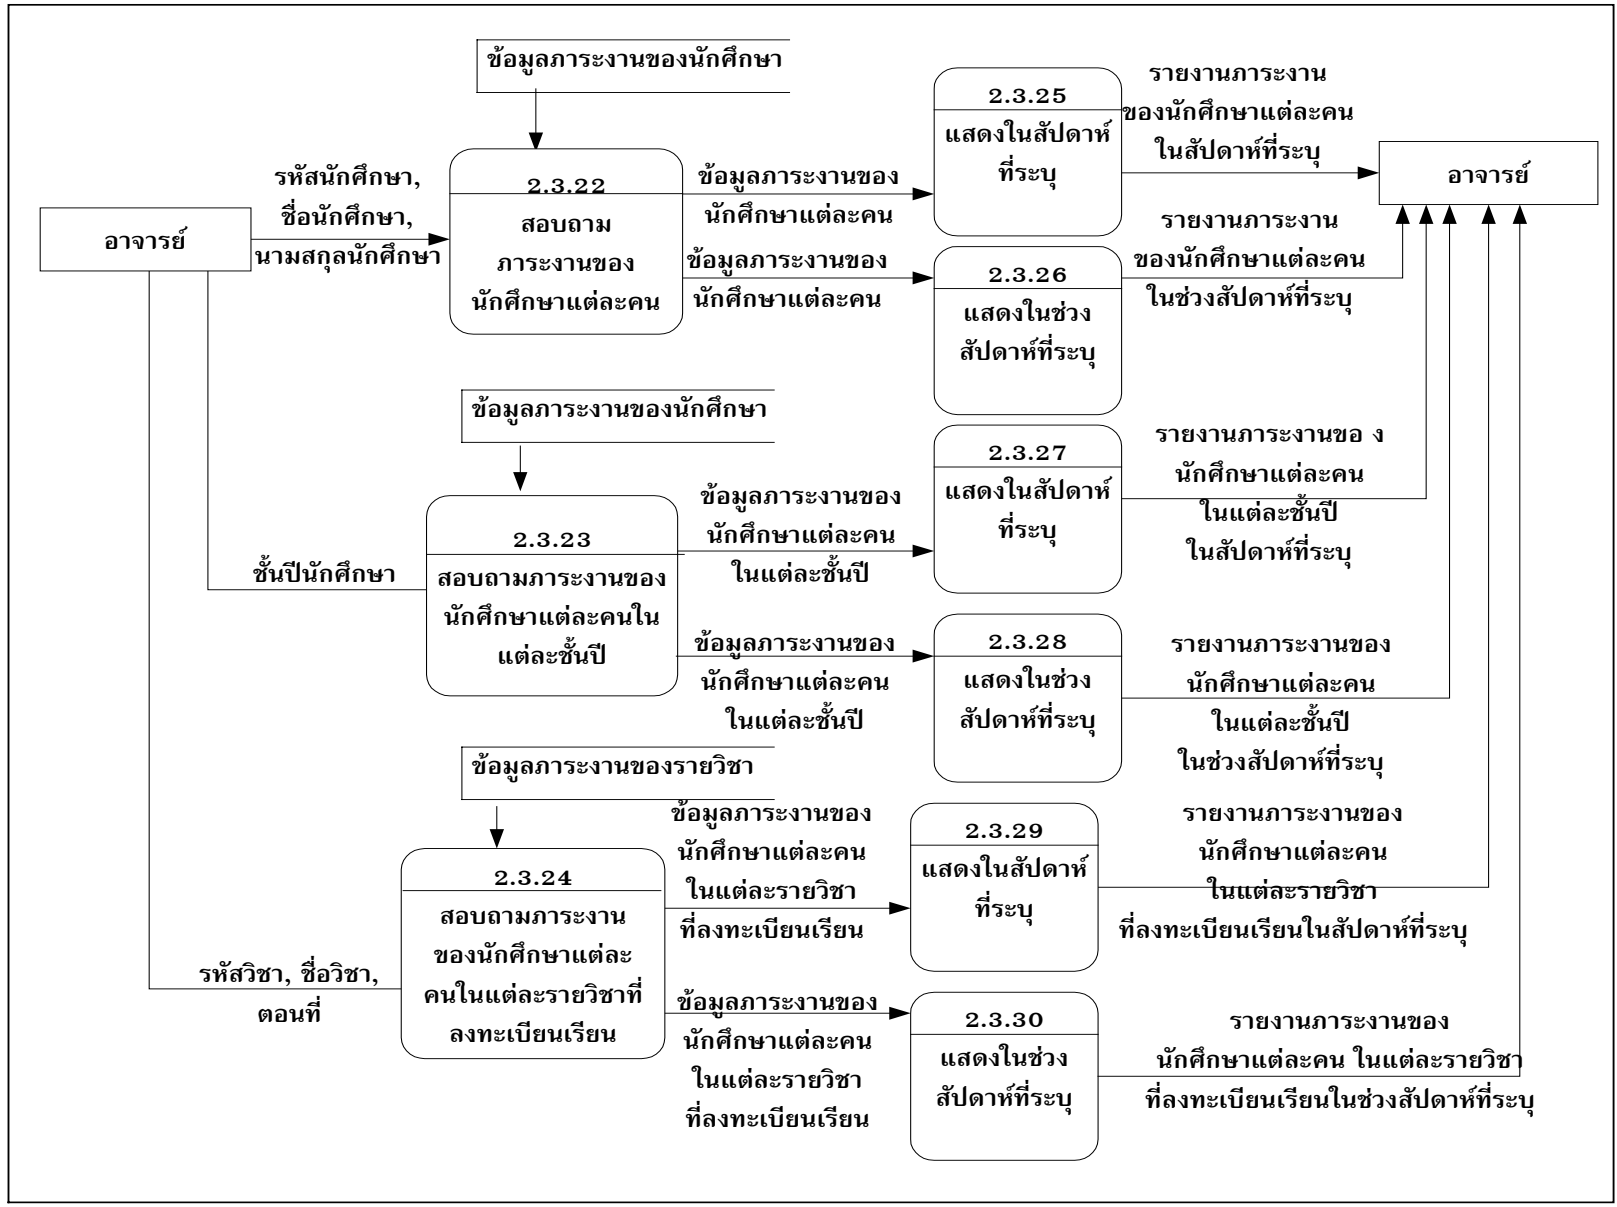 ข้อมูลภาระงานของนักศึกษา
อาจารย์
รหัสนักศึกษา,
ชื่อนักศึกษา,
นามสกุลนักศึกษา
2.3.22
สอบถาม
ภาระงานของ
นักศึกษาแต่ละคน
ข้อมูลภาระงานของ
นักศึกษาแต่ละคน
ข้อมูลภาระงานของ
นักศึกษาแต่ละคน
2.3.25
แสดงในสัปดาห์
ที่ระบุ
รายงานภาระงาน
ของนักศึกษาแต่ละคน
ในสัปดาห์ที่ระบุ
อาจารย์
2.3.26
แสดงในช่วง
สัปดาห์ที่ระบุ
รายงานภาระงาน
ของนักศึกษาแต่ละคน
ในช่วงสัปดาห์ที่ระบุ
ข้อมูลภาระงานของนักศึกษา
ชั้นปีนักศึกษา
2.3.23
สอบถามภาระงานของ
นักศึกษาแต่ละคนใน
แต่ละชั้นปี
ข้อมูลภาระงานของ
นักศึกษาแต่ละคน
ในแต่ละชั้นปี
2.3.27
แสดงในสัปดาห์
ที่ระบุ
รายงานภาระงานขอ ง
นักศึกษาแต่ละคน
ในแต่ละชั้นปี
ในสัปดาห์ที่ระบุ
ข้อมูลภาระงานของ
นักศึกษาแต่ละคน
ในแต่ละชั้นปี
2.3.28
แสดงในช่วง
สัปดาห์ที่ระบุ
รายงานภาระงานของ
นักศึกษาแต่ละคน
ในแต่ละชั้นปี
ในช่วงสัปดาห์ที่ระบุ
ข้อมูลภาระงานของรายวิชา
รหัสวิชา, ชื่อวิชา,
ตอนที่
2.3.24
สอบถามภาระงาน
ของนักศึกษาแต่ละ
คนในแต่ละรายวิชาที่
ลงทะเบียนเรียน
ข้อมูลภาระงานของ
นักศึกษาแต่ละคน
ในแต่ละรายวิชา
ที่ลงทะเบียนเรียน
2.3.29
แสดงในสัปดาห์
ที่ระบุ
รายงานภาระงานของ
นักศึกษาแต่ละคน
ในแต่ละรายวิชา
ที่ลงทะเบียนเรียนในสัปดาห์ที่ระบุ
ข้อมูลภาระงานของ
นักศึกษาแต่ละคน
ในแต่ละรายวิชา
ที่ลงทะเบียนเรียน
2.3.30
แสดงในช่วง
สัปดาห์ที่ระบุ
รายงานภาระงานของ
นักศึกษาแต่ละคน ในแต่ละรายวิชา
ที่ลงทะเบียนเรียนในช่วงสัปดาห์ที่ระบุ